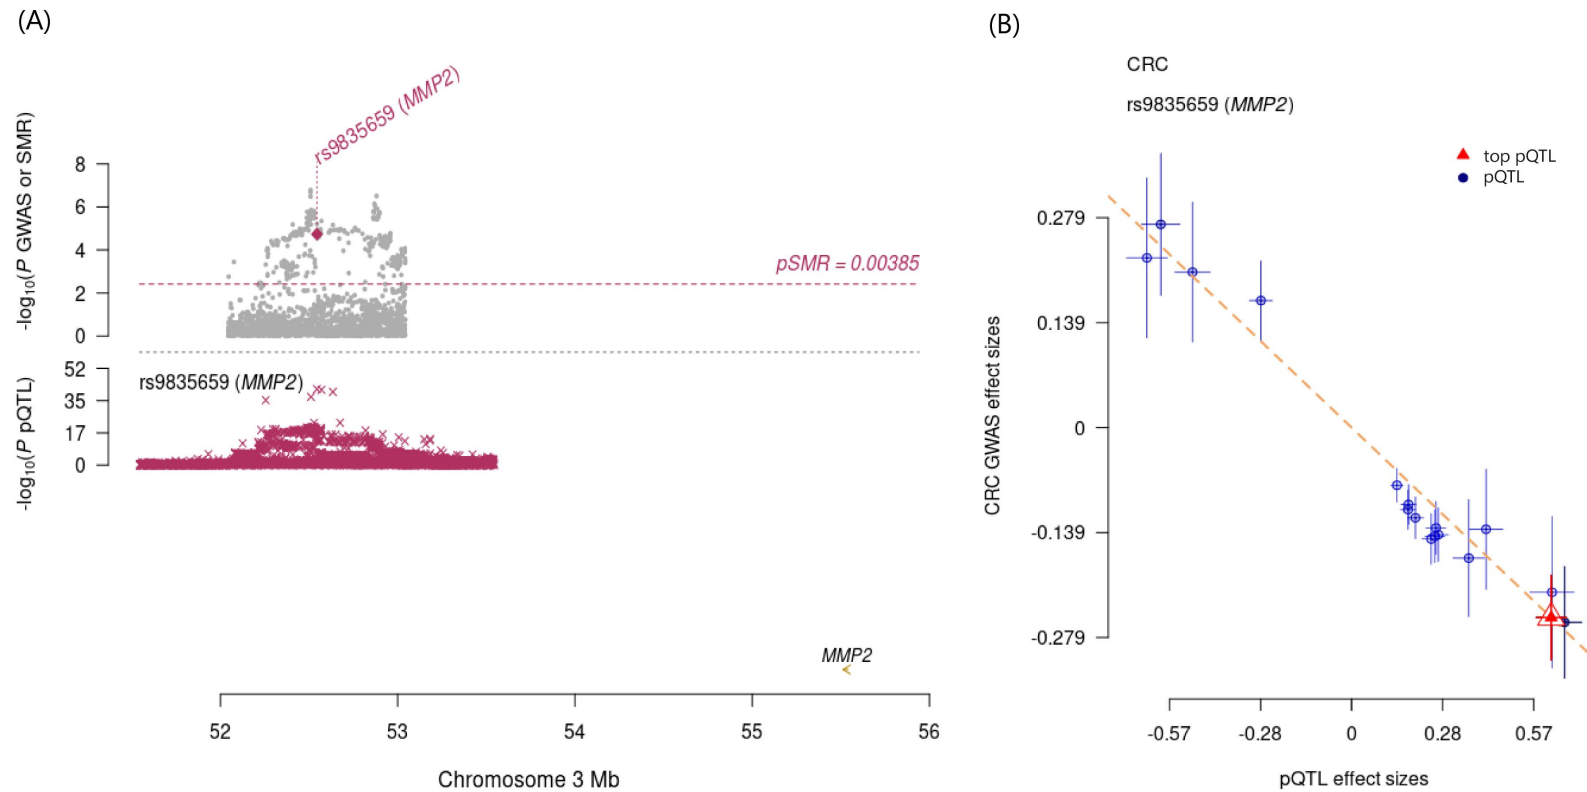 (A)
rs9835659 (MMP2)
-log10(P GWAS or SMR)
8
6
4
2
0
pSMR = 0.00385
-log10(P pQTL)
52
35
17
0
rs9835659 (MMP2)
MMP2
52 53 54 55 56
Chromosome 3 Mb
(B)
CRC
rs9835659 (MMP2)
top pQTL
pQTL
CRC GWAS effect sizes
0.279
0.139
0
-0.139
-0.279
-0.57 -0.28 0 0.28 0.57
pQTL effect sizes